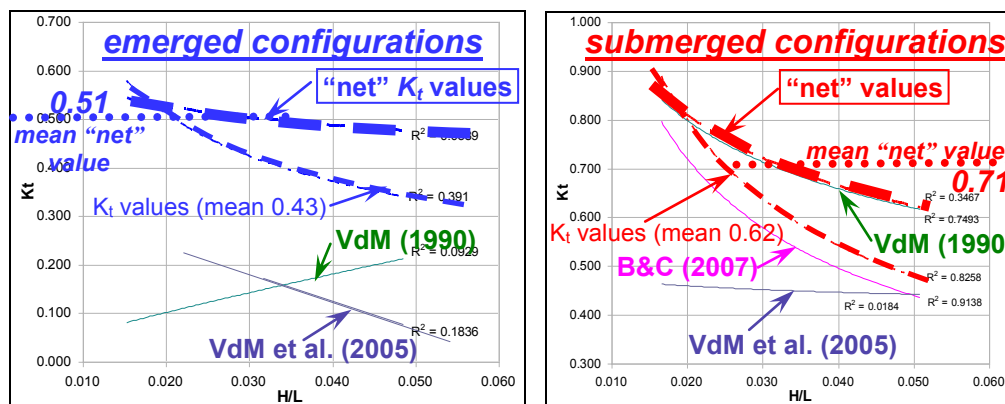 emerged configurations
0.700
0.600
0.500
0.400
0.300
0.200
0.100
0.000
Kt
0.51
mean "net"
value
"net" Kt values
R² =
R² = 0.391
Kt values (mean 0.43)
VdM (1990)
R² = 0.0929
R² = 0.1836
VdM et al. (2005)
0.010
0.020
0.030
0.040
0.050
0.060
H/L
submerged configurations
1.000
0.900
0.800
0.700
0.600
0.500
0.400
0.300
Kt
"net" values
mean "net" value
0.71
R² = 0.3467
R² = 0.7493
Kt values (mean 0.62)
VdM (1990)
B&C (2007)
R² = 0.8258
R² = 0.9138
R² = 0.0184
VdM et al. (2005)
0.010
0.020
0.030
0.040
0.050
0.060
H/L